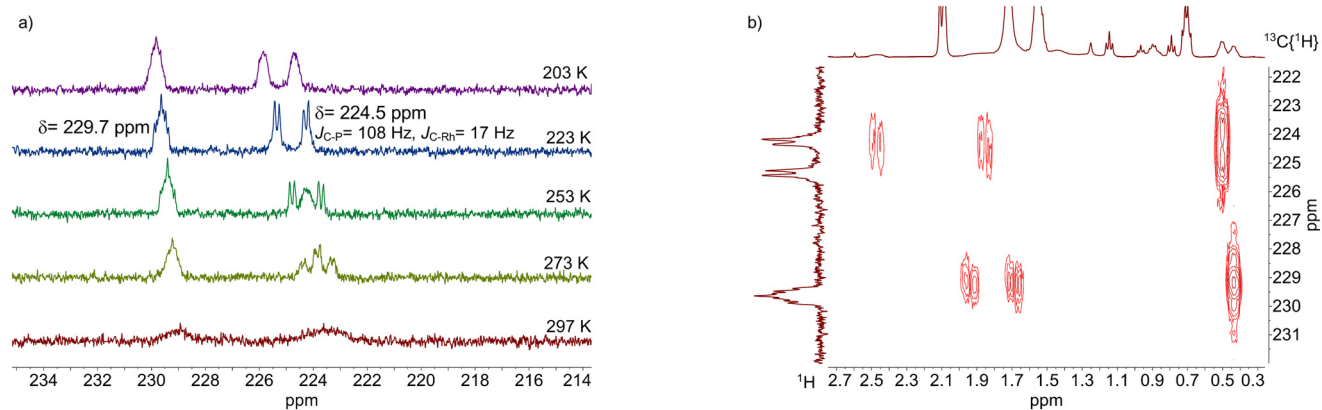 a)
203 K
δ= 229.7 ppm
δ= 224.5 ppm
JC-P= 108 Hz, JC-Rh= 17 Hz
223 K
253 K
273 K
297 K
234 232 230 228 226 224 222 220 218 216 214
ppm
b)
13C{1H}
222
223
224
225
226
227
228
229
230
231
ppm
1H
2.7 2.5 2.3 2.1 1.9 1.7 1.5 1.3 1.1 0.9 0.7 0.5 0.3
ppm